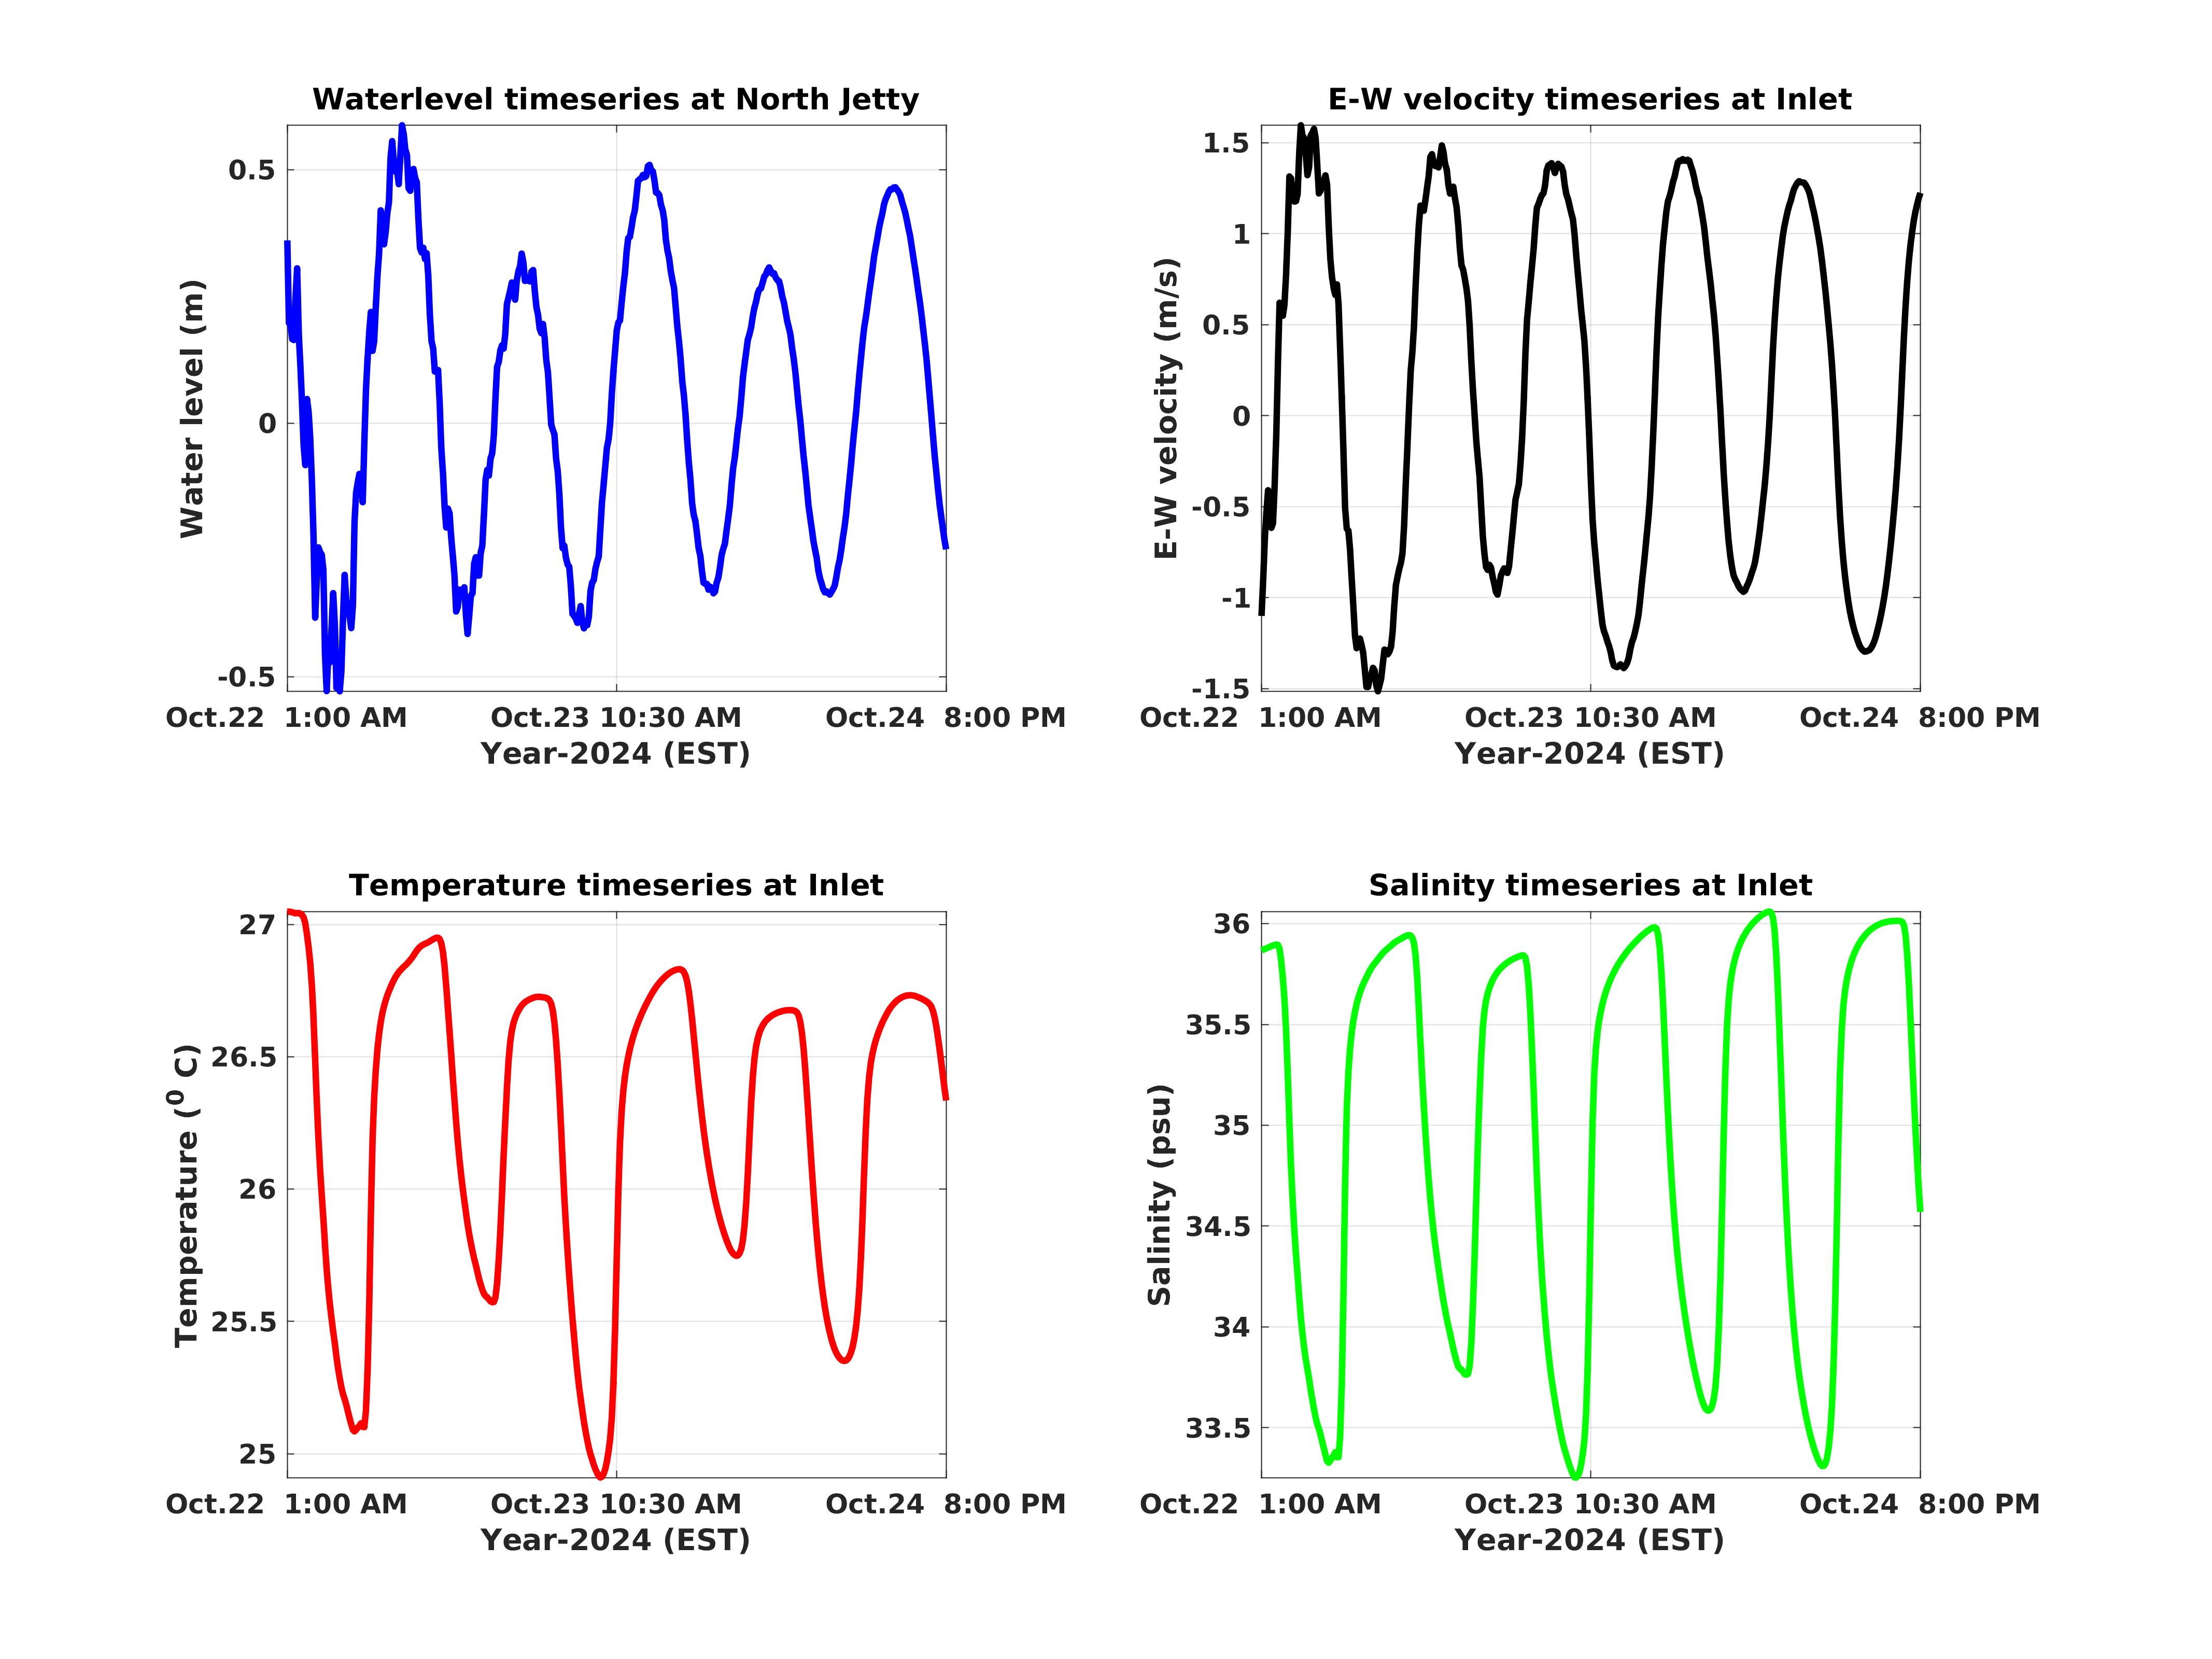 Waterlevel timeseries at North Jetty
0.5
0
-0.5
Water level (m)
Oct.22  1:00 AM
Oct.23 10:30 AM
Oct.24  8:00 PM
Year-2024 (EST)
E-W velocity timeseries at Inlet
1.5
1
0.5
0
-0.5
-1
-1.5
E-W velocity (m/s)
Oct.22  1:00 AM
Oct.23 10:30 AM
Oct.24  8:00 PM
Year-2024 (EST)
Temperature timeseries at Inlet
27
26.5
26
25.5
25
Temperature (⁰ C)
Oct.22  1:00 AM
Oct.23 10:30 AM
Oct.24  8:00 PM
Year-2024 (EST)
Salinity timeseries at Inlet
36
35.5
35
34.5
34
33.5
Salinity (psu)
Oct.22  1:00 AM
Oct.23 10:30 AM
Oct.24  8:00 PM
Year-2024 (EST)